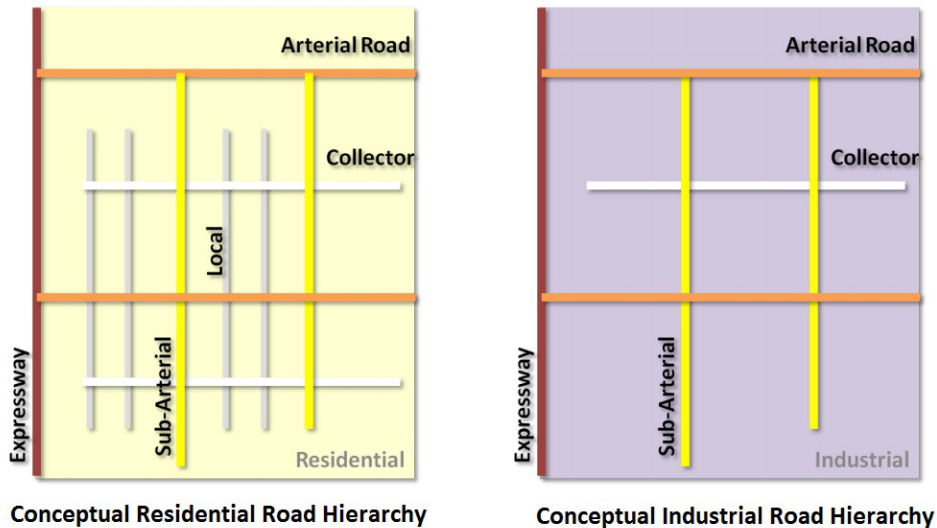 Arterial Road
Collector
Local
Expressway
Sub-Arterial
Residential
Conceptual Residential Road Hierarchy
Arterial Road
Collector
Expressway
Sub-Arterial
Industrial
Conceptual Industrial Road Hierarchy